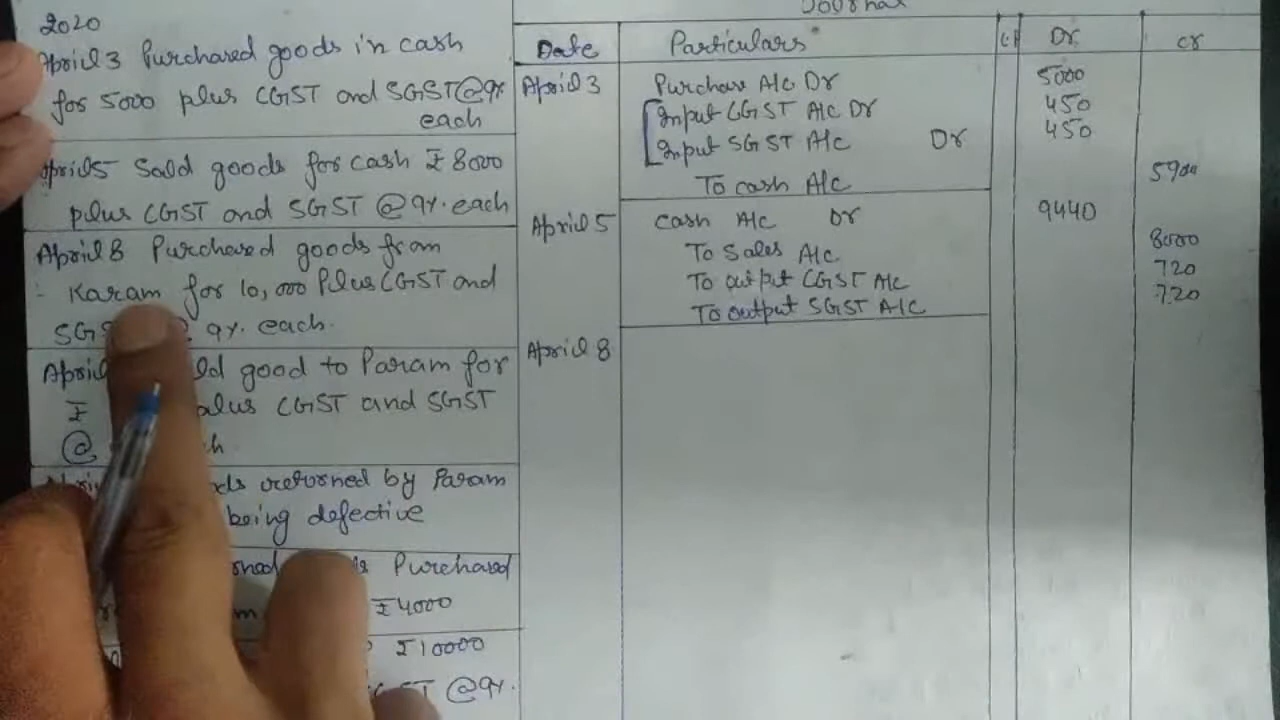 2020
April 3 Purchased goods in cash
for 5000 plus CGST and SGST@9%
each
April 5 Sold goods for cash ₹8000
plus CGST and SGST @ 9%. each
April 8 Purchased goods from
Karam for 10,000 Plus CGST and
9%. each.
good to Param for
₹ plus CGST and SGST
@
returned by Param
being defective
Purchased
₹4000
₹10000
@9%.
Journal
Date Particulars Dr. Cr
April 3 Purchase A/c Dr 5000
Input CGST A/c Dr 450
Input SGST A/c Dr 450
To cash A/c 5900
April 5 cash A/c Dr 9440
To Sales A/c 8000
To output CGST A/c 720
To output SGST A/c 720
April 8